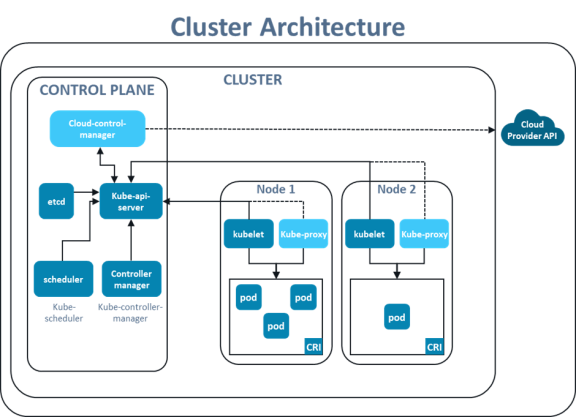 Cluster Architecture
CLUSTER
CONTROL PLANE
Cloud-control-
manager
Cloud
Provider API
etcd
Kube-api-
server
Node 1
Node 2
kubelet
Kube-proxy
kubelet
Kube-proxy
scheduler
Controller
manager
Kube-
scheduler
Kube-controller-
manager
pod
pod
pod
CRI
pod
CRI